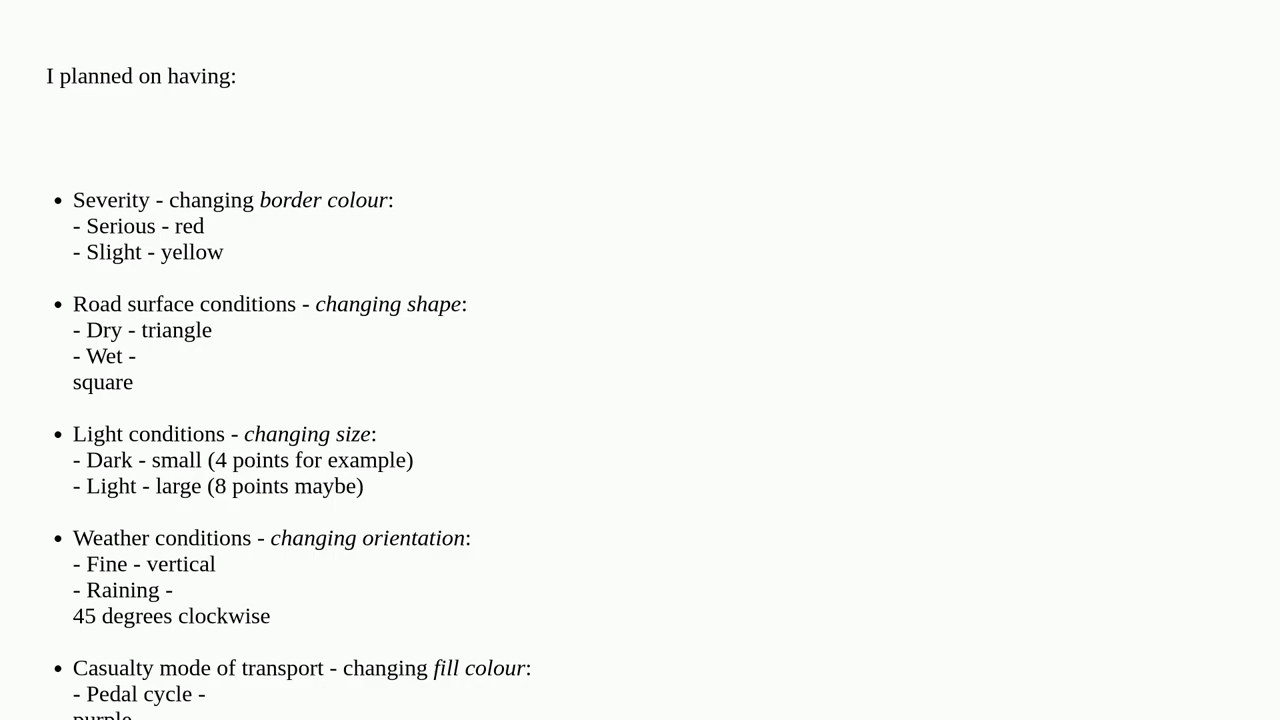 I planned on having:
• Severity - changing border colour:
- Serious - red
- Slight - yellow
• Road surface conditions - changing shape:
- Dry - triangle
- Wet -
square
• Light conditions - changing size:
- Dark - small (4 points for example)
- Light - large (8 points maybe)
• Weather conditions - changing orientation:
- Fine - vertical
- Raining -
45 degrees clockwise
• Casualty mode of transport - changing fill colour:
- Pedal cycle -
purple